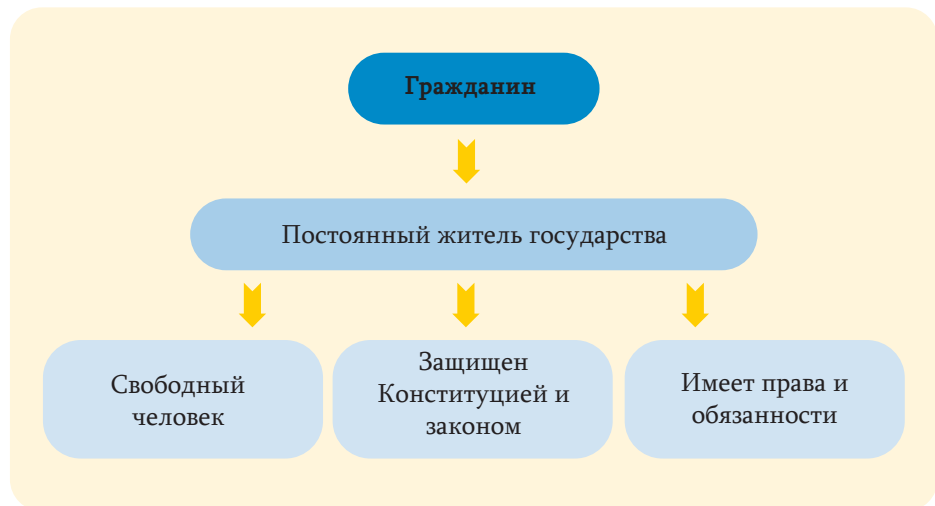 Гражданин
Постоянный житель государства
Свободный
человек
Защищен
Конституцией и
законом
Имеет права и
обязанности